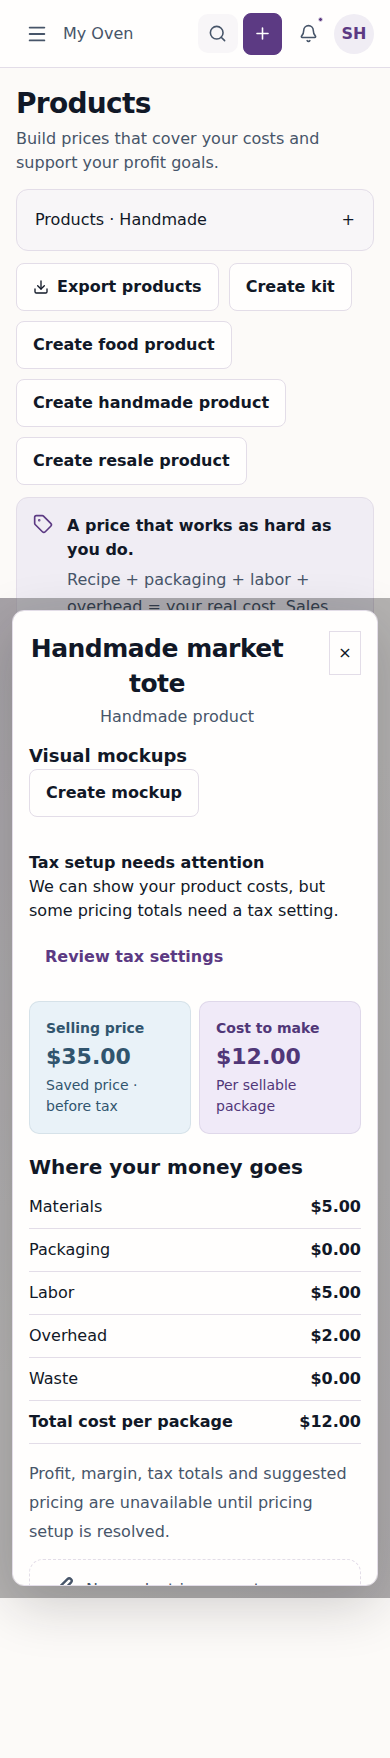 My Oven
SH
Products
Build prices that cover your costs and
support your profit goals.
Products · Handmade +
Export products
Create kit
Create food product
Create handmade product
Create resale product
A price that works as hard as
you do.
Recipe + packaging + labor +
overhead = your real cost. Sales
Handmade market
tote
×
Handmade product
Visual mockups
Create mockup
Tax setup needs attention
We can show your product costs, but
some pricing totals need a tax setting.
Review tax settings
Selling price
$35.00
Saved price ·
before tax
Cost to make
$12.00
Per sellable
package
Where your money goes
Materials $5.00
Packaging $0.00
Labor $5.00
Overhead $2.00
Waste $0.00
Total cost per package $12.00
Profit, margin, tax totals and suggested
pricing are unavailable until pricing
setup is resolved.